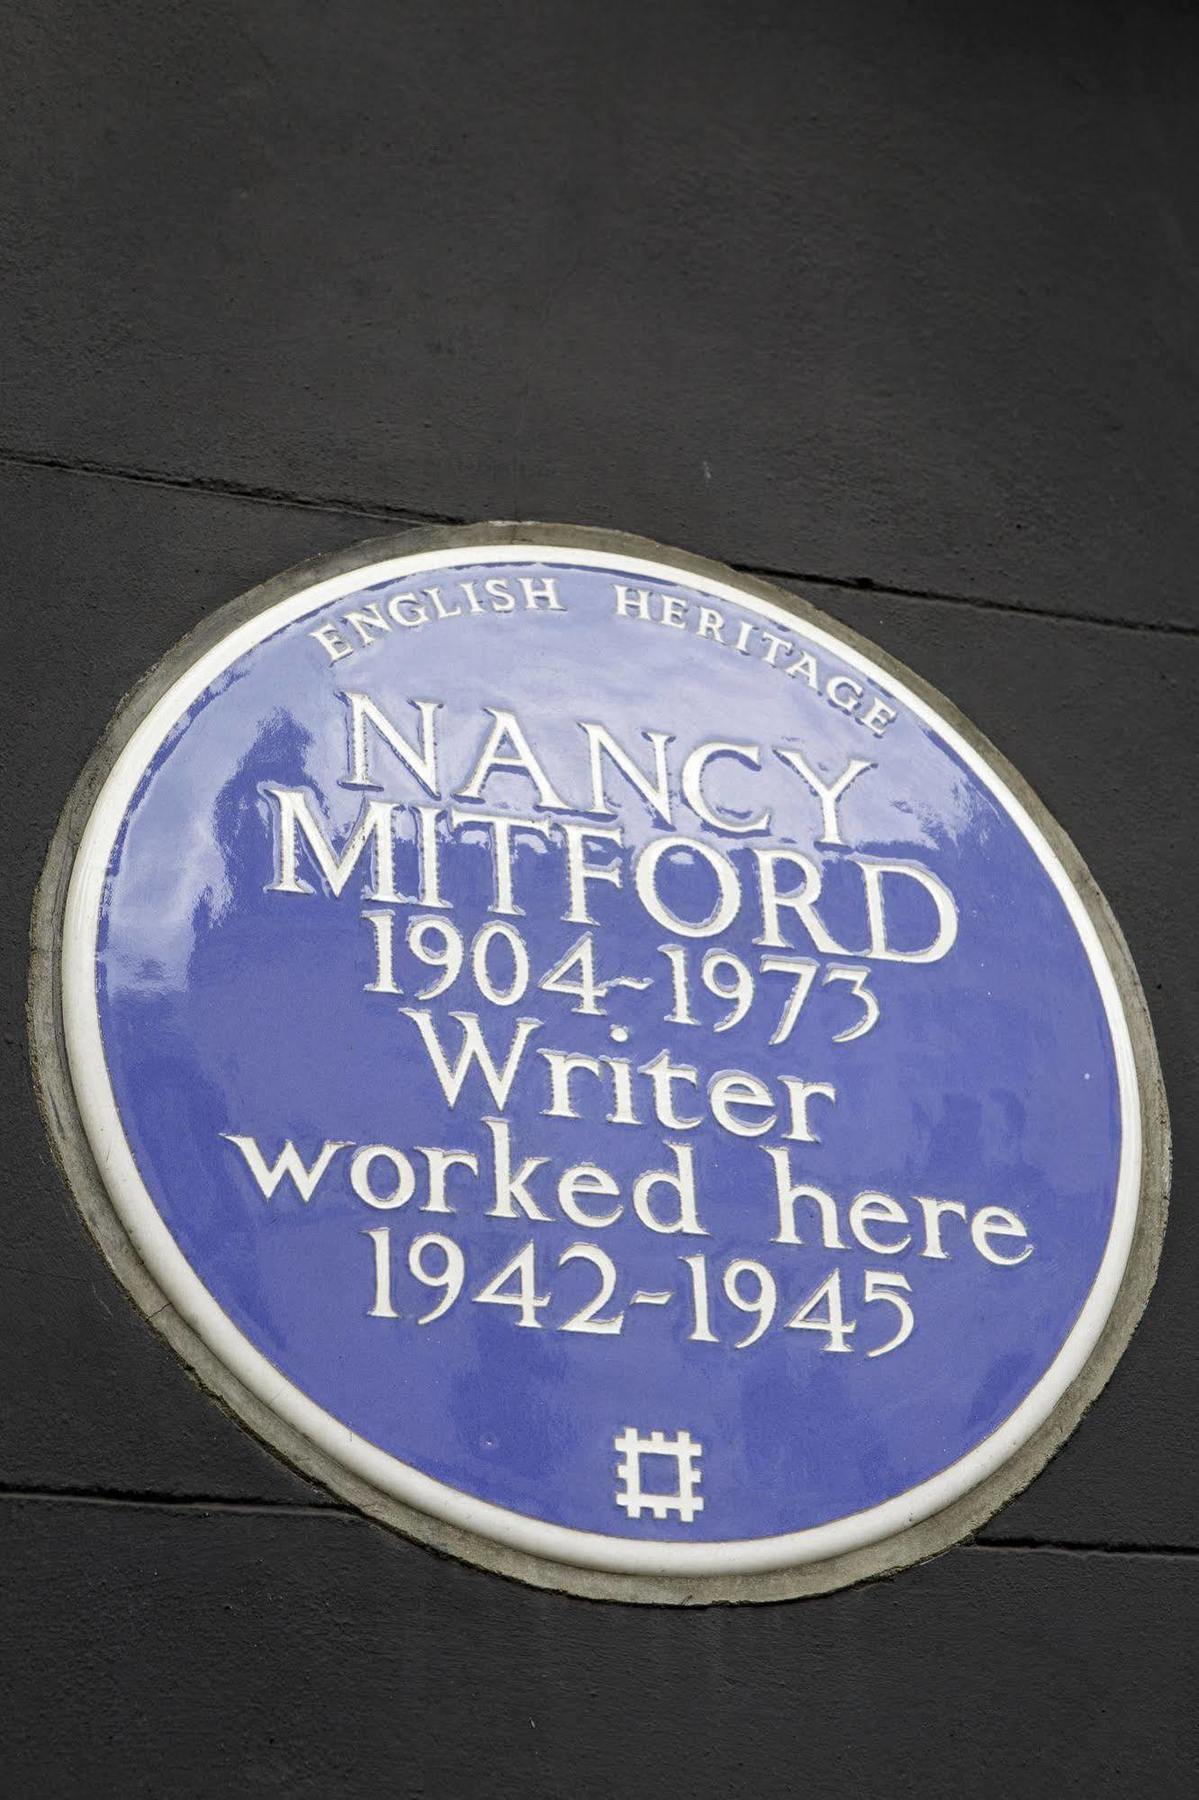 ENGLISH HERITAGE
NANCY
MITFORD
1904-1973
Writer
worked here
1942-1945